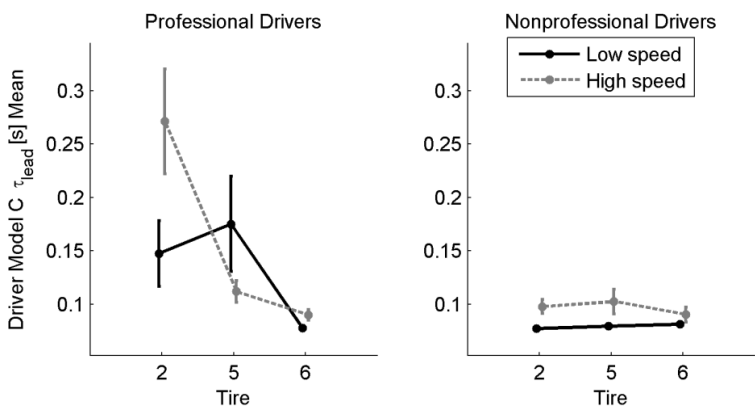 Professional Drivers
Nonprofessional Drivers
Low speed
High speed
Driver Model C τlead [s] Mean
0.3
0.25
0.2
0.15
0.1
2 5 6
Tire
0.3
0.25
0.2
0.15
0.1
2 5 6
Tire